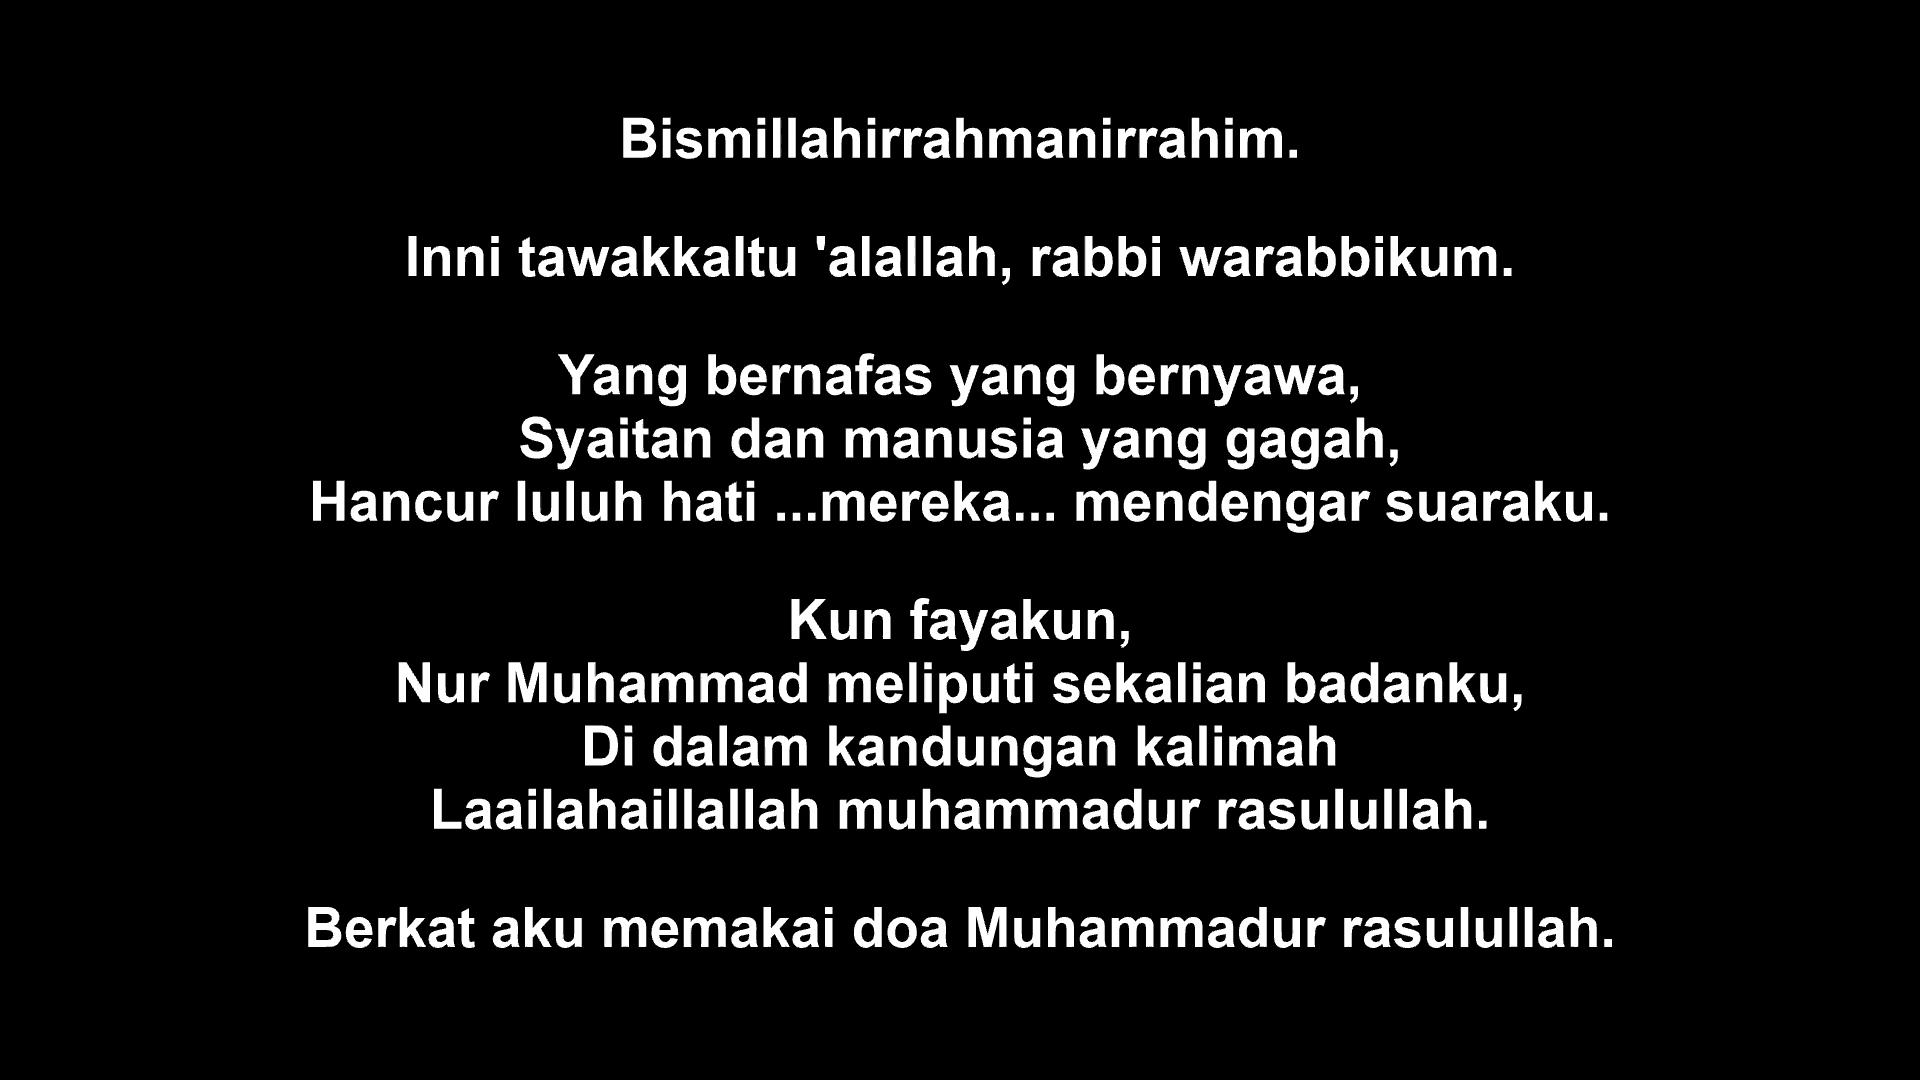 Bismillahirrahmanirrahim.
Inni tawakkaltu 'alallah, rabbi warabbikum.
Yang bernafas yang bernyawa,
Syaitan dan manusia yang gagah,
Hancur luluh hati ...mereka... mendengar suaraku.
Kun fayakun,
Nur Muhammad meliputi sekalian badanku,
Di dalam kandungan kalimah
Laailahaillallah muhammadur rasulullah.
Berkat aku memakai doa Muhammadur rasulullah.